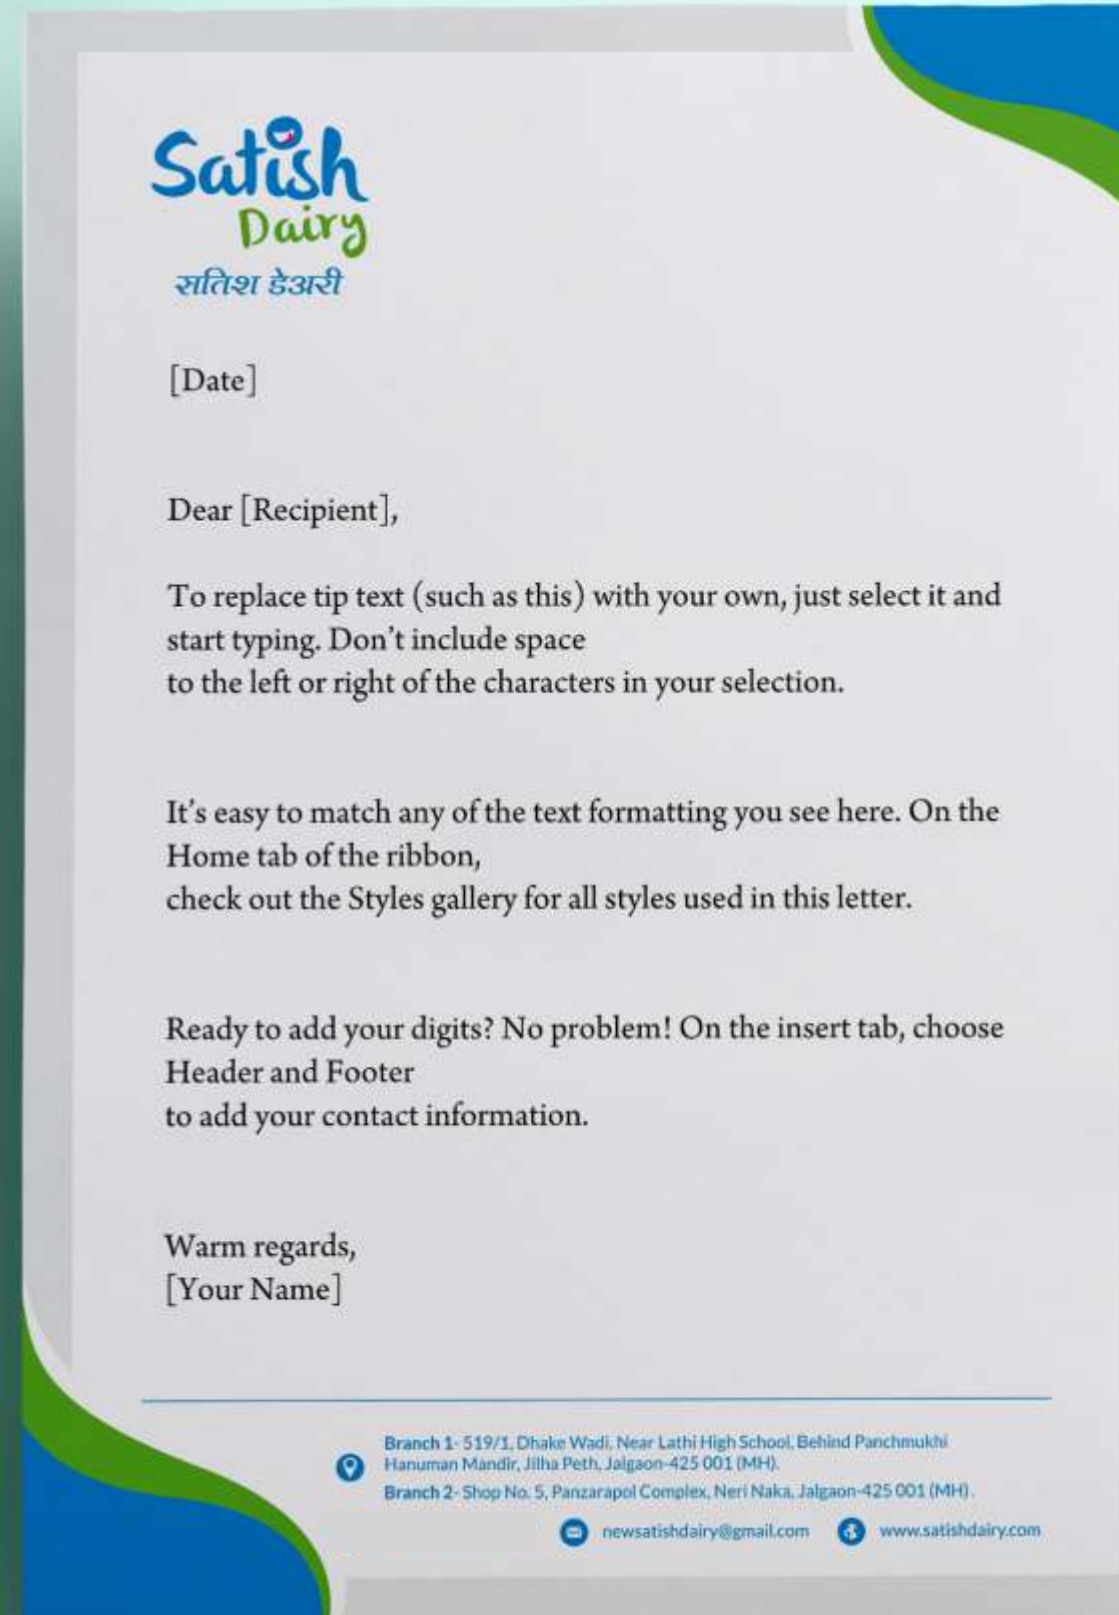 Satish
Dairy
सतिश डेअरी
[Date]
Dear [Recipient],
To replace tip text (such as this) with your own, just select it and
start typing. Don't include space
to the left or right of the characters in your selection.
It's easy to match any of the text formatting you see here. On the
Home tab of the ribbon,
check out the Styles gallery for all styles used in this letter.
Ready to add your digits? No problem! On the insert tab, choose
Header and Footer
to add your contact information.
Warm regards,
[Your Name]
Branch 1- 519/1, Dhake Wadi, Near Lathi High School, Behind Panchmukhi
Hanuman Mandir, Jilha Peth, Jalgaon-425 001 (MH).
Branch 2- Shop No. 5, Panzarapol Complex, Neri Naka, Jalgaon-425 001 (MH).
newsatishdairy@gmail.com www.satishdairy.com